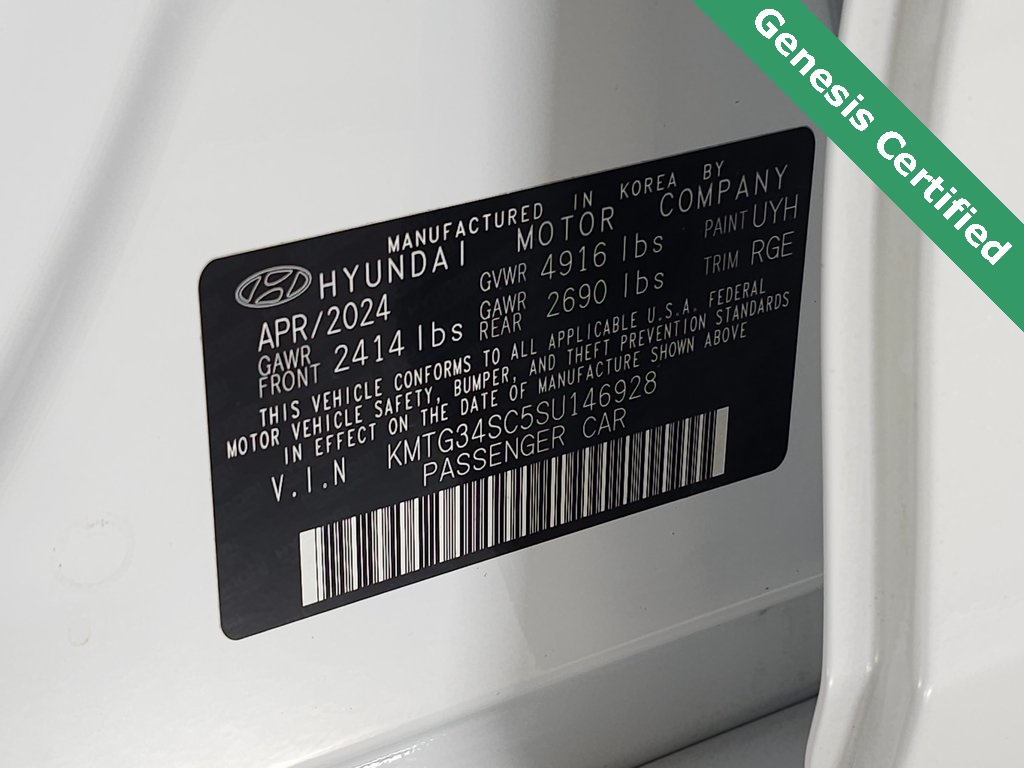 Genesis Certified
MANUFACTURED IN KOREA BY
HYUNDAI MOTOR COMPANY
APR/2024 GVWR 4916 lbs PAINT UYH
GAWR FRONT 2414 lbs GAWR REAR 2690 lbs TRIM RGE
THIS VEHICLE CONFORMS TO ALL APPLICABLE U.S.A. FEDERAL
MOTOR VEHICLE SAFETY, BUMPER, AND THEFT PREVENTION STANDARDS
IN EFFECT ON THE DATE OF MANUFACTURE SHOWN ABOVE
V.I.N KMTG34SC5SU146928
PASSENGER CAR